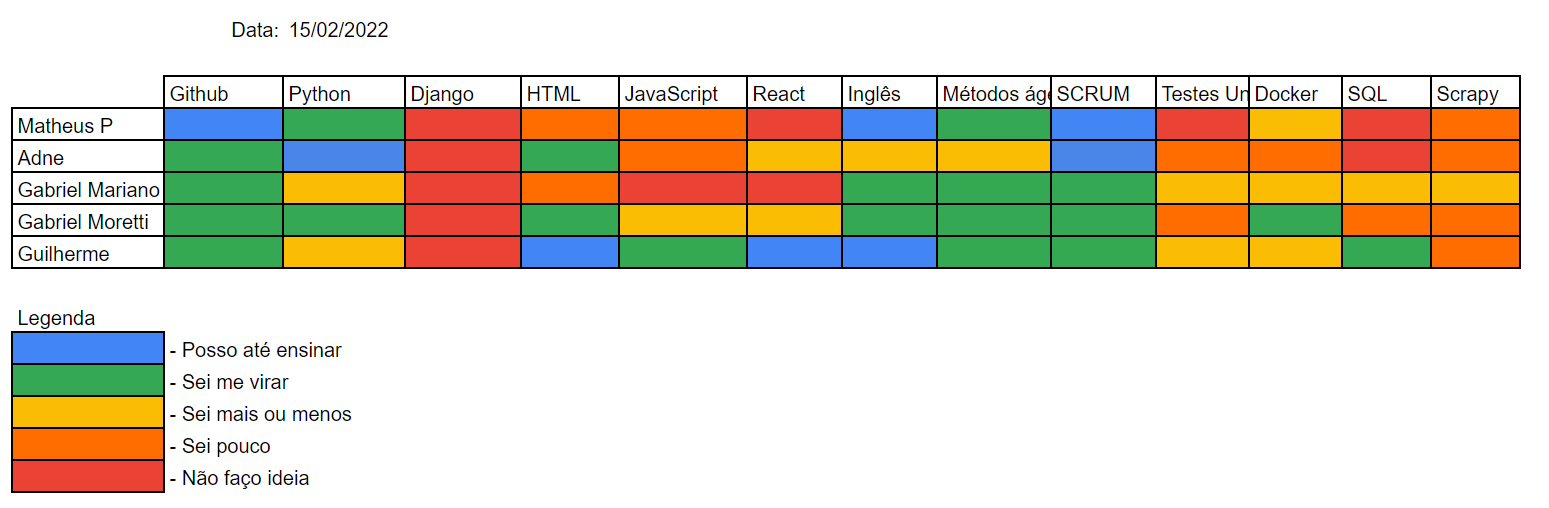 Data: 15/02/2022
Github Python Django HTML JavaScript React Inglês Métodos áge SCRUM Testes Un Docker SQL Scrapy
Matheus P
Adne
Gabriel Mariano
Gabriel Moretti
Guilherme
Legenda
- Posso até ensinar
- Sei me virar
- Sei mais ou menos
- Sei pouco
- Não faço ideia